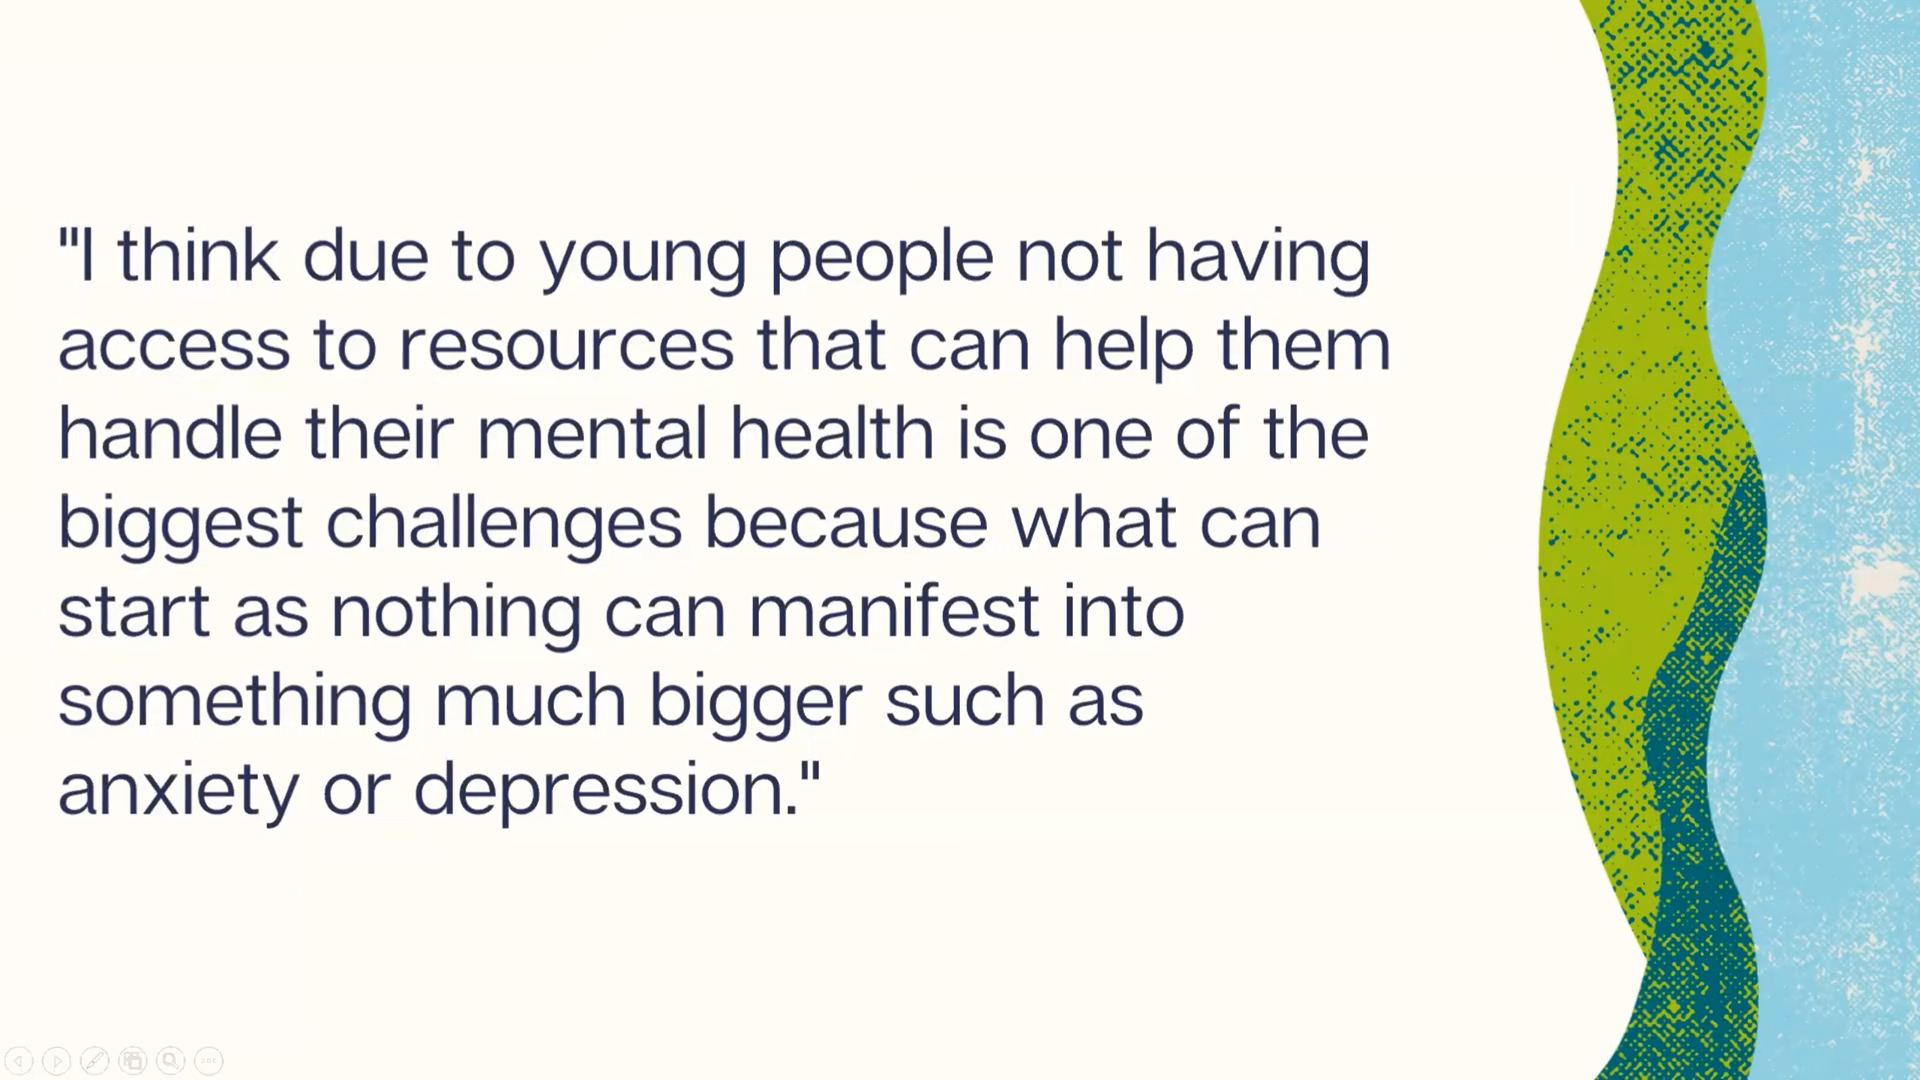 "I think due to young people not having
access to resources that can help them
handle their mental health is one of the
biggest challenges because what can
start as nothing can manifest into
something much bigger such as
anxiety or depression."